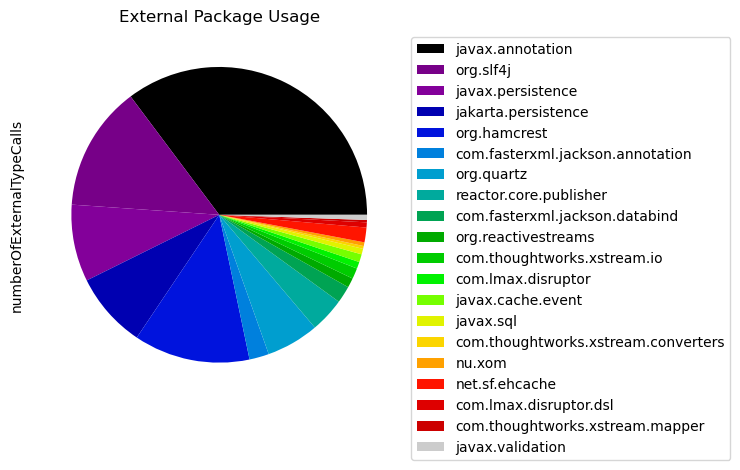 External Package Usage
numberOfExternalTypeCalls
javax.annotation
org.slf4j
javax.persistence
jakarta.persistence
org.hamcrest
com.fasterxml.jackson.annotation
org.quartz
reactor.core.publisher
com.fasterxml.jackson.databind
org.reactivestreams
com.thoughtworks.xstream.io
com.lmax.disruptor
javax.cache.event
javax.sql
com.thoughtworks.xstream.converters
nu.xom
net.sf.ehcache
com.lmax.disruptor.dsl
com.thoughtworks.xstream.mapper
javax.validation